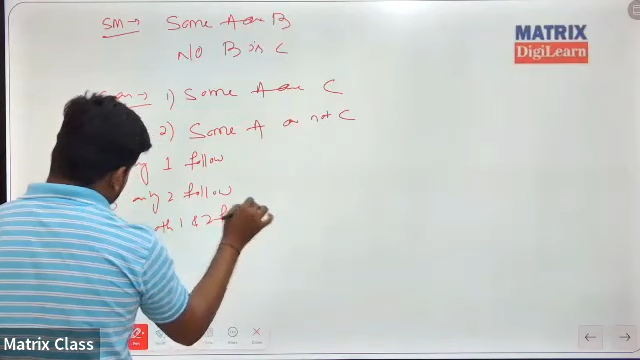 SM → Some A are B
MATRIX
DigiLearn
No B is C
1) Some A are C
2) Some A are not C
1 follow
only 2 follow
1 & 2
Matrix Class